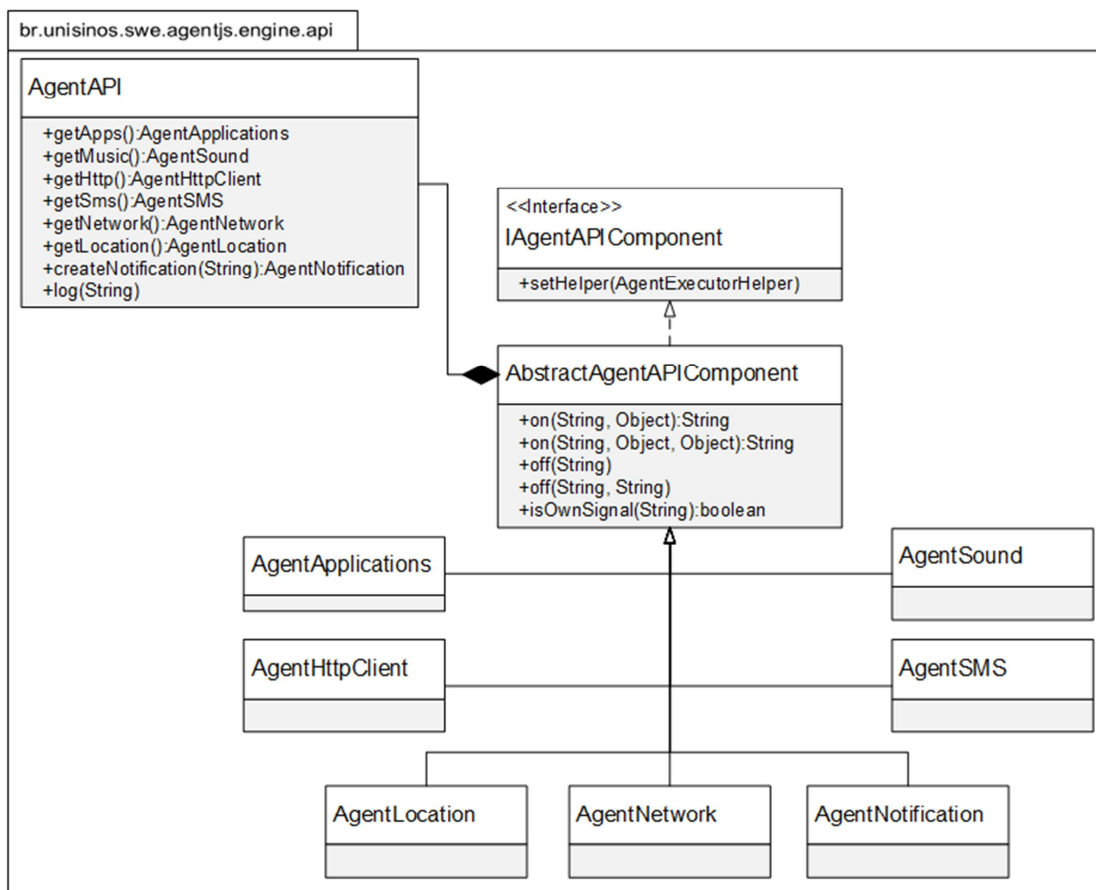 br.unisinos.swe.agentjs.engine.api
AgentAPI
+getApps():AgentApplications
+getMusic():AgentSound
+getHttp():AgentHttpClient
+getSms():AgentSMS
+getNetwork():AgentNetwork
+getLocation():AgentLocation
+createNotification(String):AgentNotification
+log(String)
<<Interface>>
IAgentAPIComponent
+setHelper(AgentExecutorHelper)
AbstractAgentAPIComponent
+on(String, Object):String
+on(String, Object, Object):String
+off(String)
+off(String, String)
+isOwnSignal(String):boolean
AgentApplications
AgentSound
AgentHttpClient
AgentSMS
AgentLocation
AgentNetwork
AgentNotification